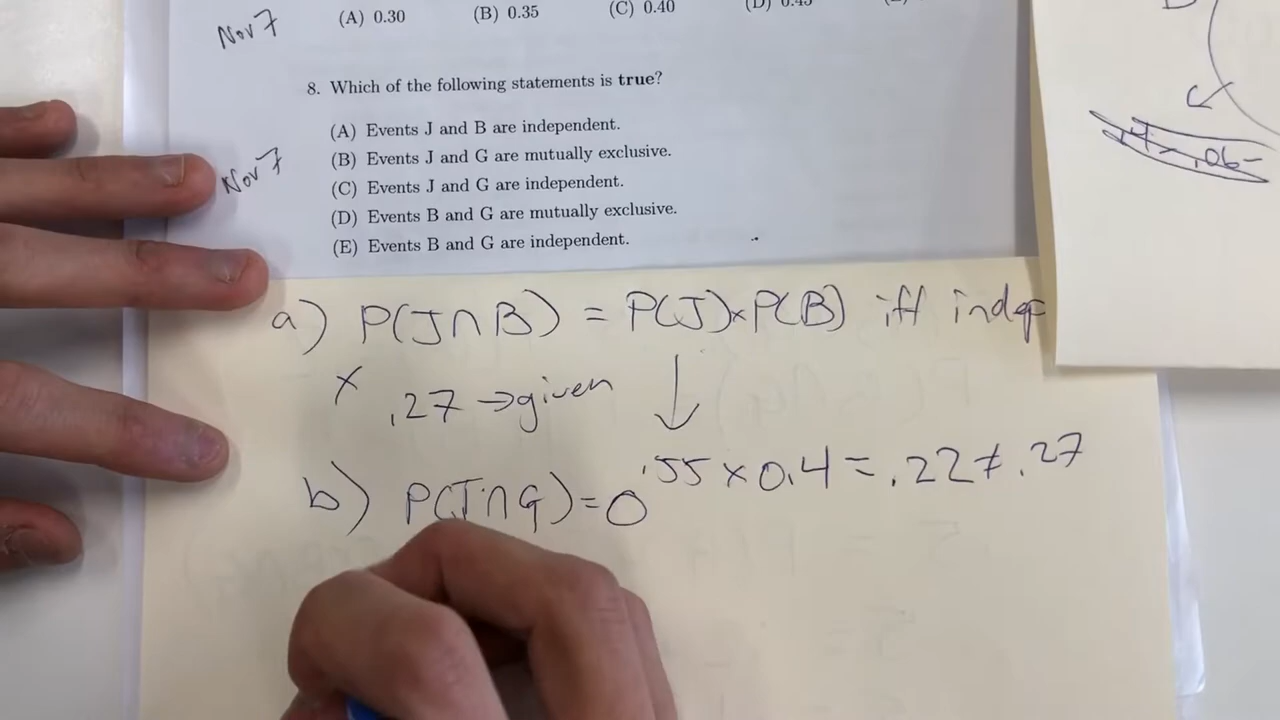 Nov 7
(A) 0.30 (B) 0.35 (C) 0.40 (D) 0.45
8. Which of the following statements is true?
(A) Events J and B are independent.
Nov 7
(B) Events J and G are mutually exclusive.
(C) Events J and G are independent.
(D) Events B and G are mutually exclusive.
(E) Events B and G are independent.
a) P(J∩B) = P(J)×P(B) iff indep
× .27 → given ↓
.55 × 0.4 = .22 ≠ .27
b) P(J∩G) = 0